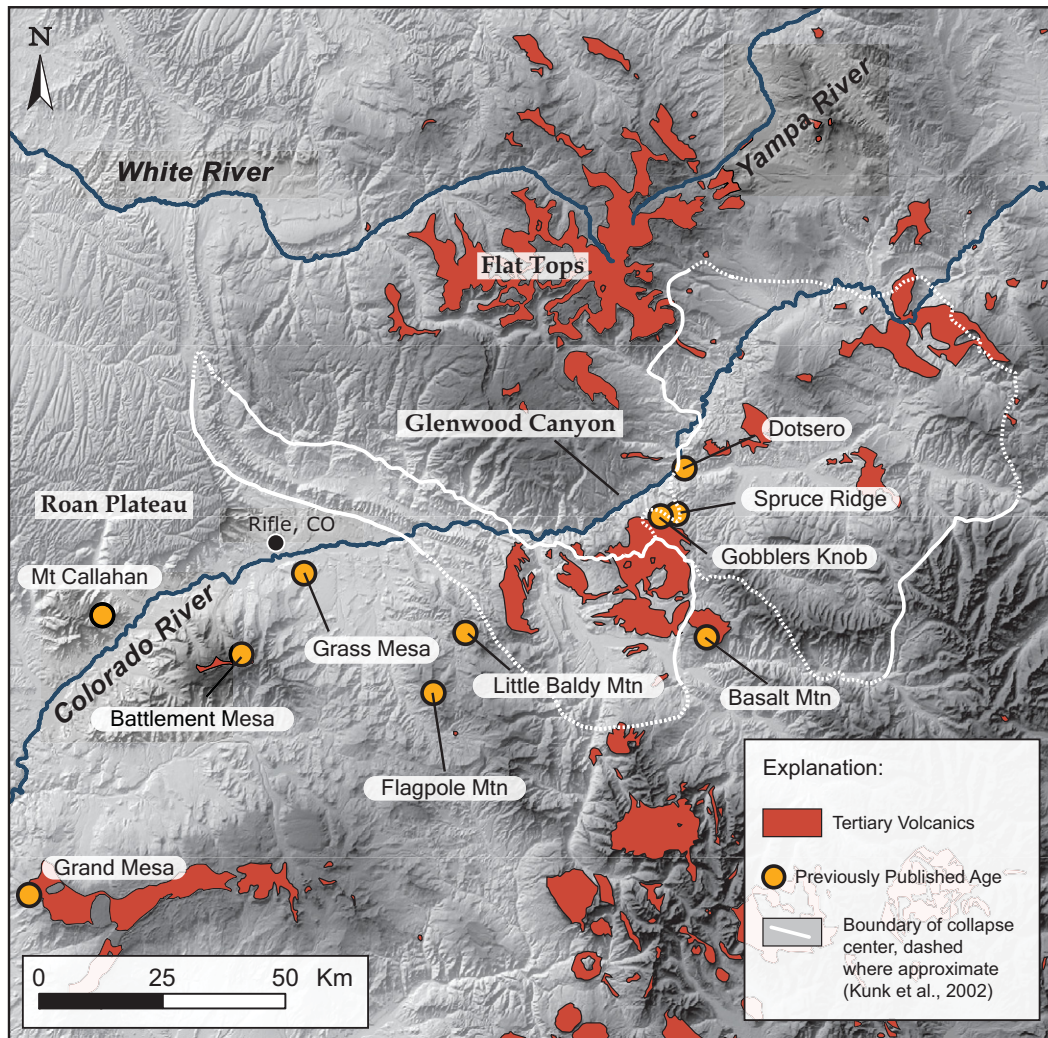 N
White River
Yampa River
Flat Tops
Glenwood Canyon
Dotsero
Roan Plateau
Rifle, CO
Spruce Ridge
Gobblers Knob
Mt Callahan
Colorado River
Grass Mesa
Little Baldy Mtn
Basalt Mtn
Battlement Mesa
Flagpole Mtn
Grand Mesa
Explanation:
Tertiary Volcanics
Previously Published Age
Boundary of collapse
center, dashed
where approximate
(Kunk et al., 2002)
0 25 50 Km